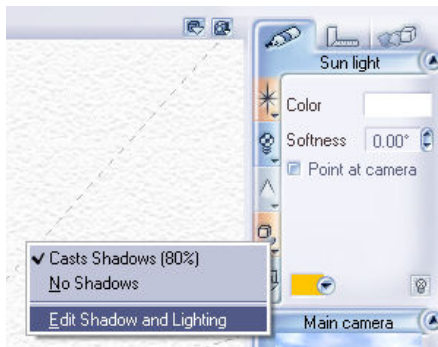 Sun light
Color
Softness 0.00°
Point at camera
Casts Shadows (80%)
No Shadows
Edit Shadow and Lighting
Main camera